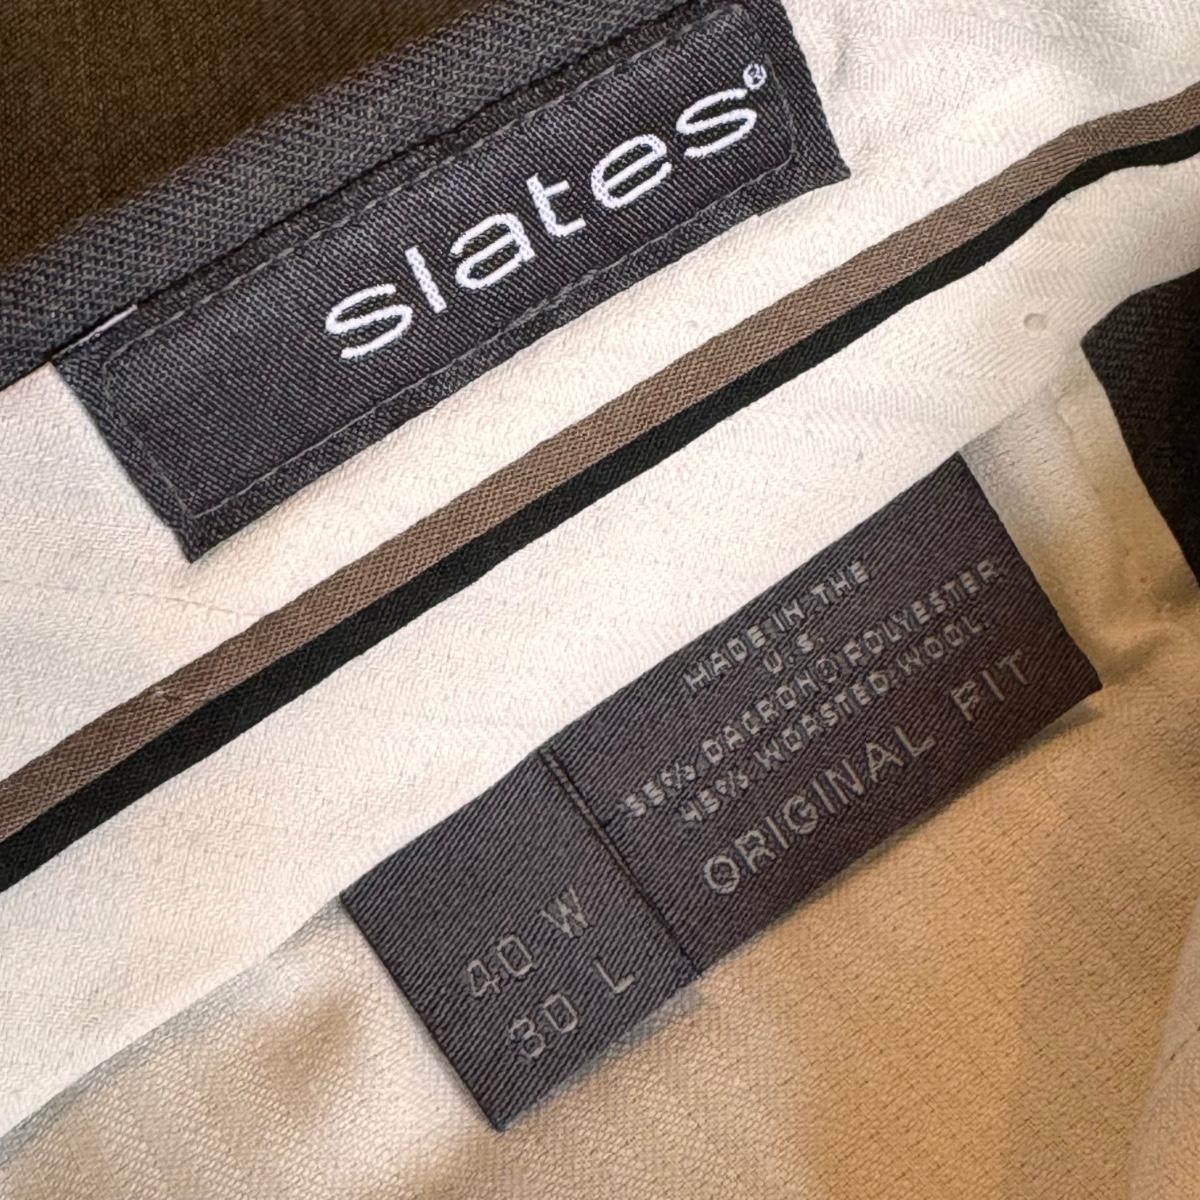 slates®
MADE IN THE
U.S
55% DACRON® POLYESTER
45% WORSTED WOOL
ORIGINAL FIT
40 W
30 L